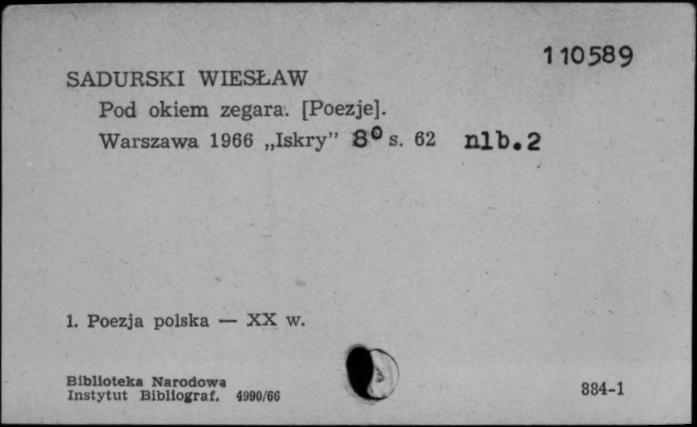 110589
SADURSKI WIESŁAW
Pod okiem zegara. [Poezje].
Warszawa 1966 „Iskry” 8° s. 62 nlb.2
1. Poezja polska — XX w.
Biblioteka Narodowa
Instytut Bibliograf. 4990/66
884-1